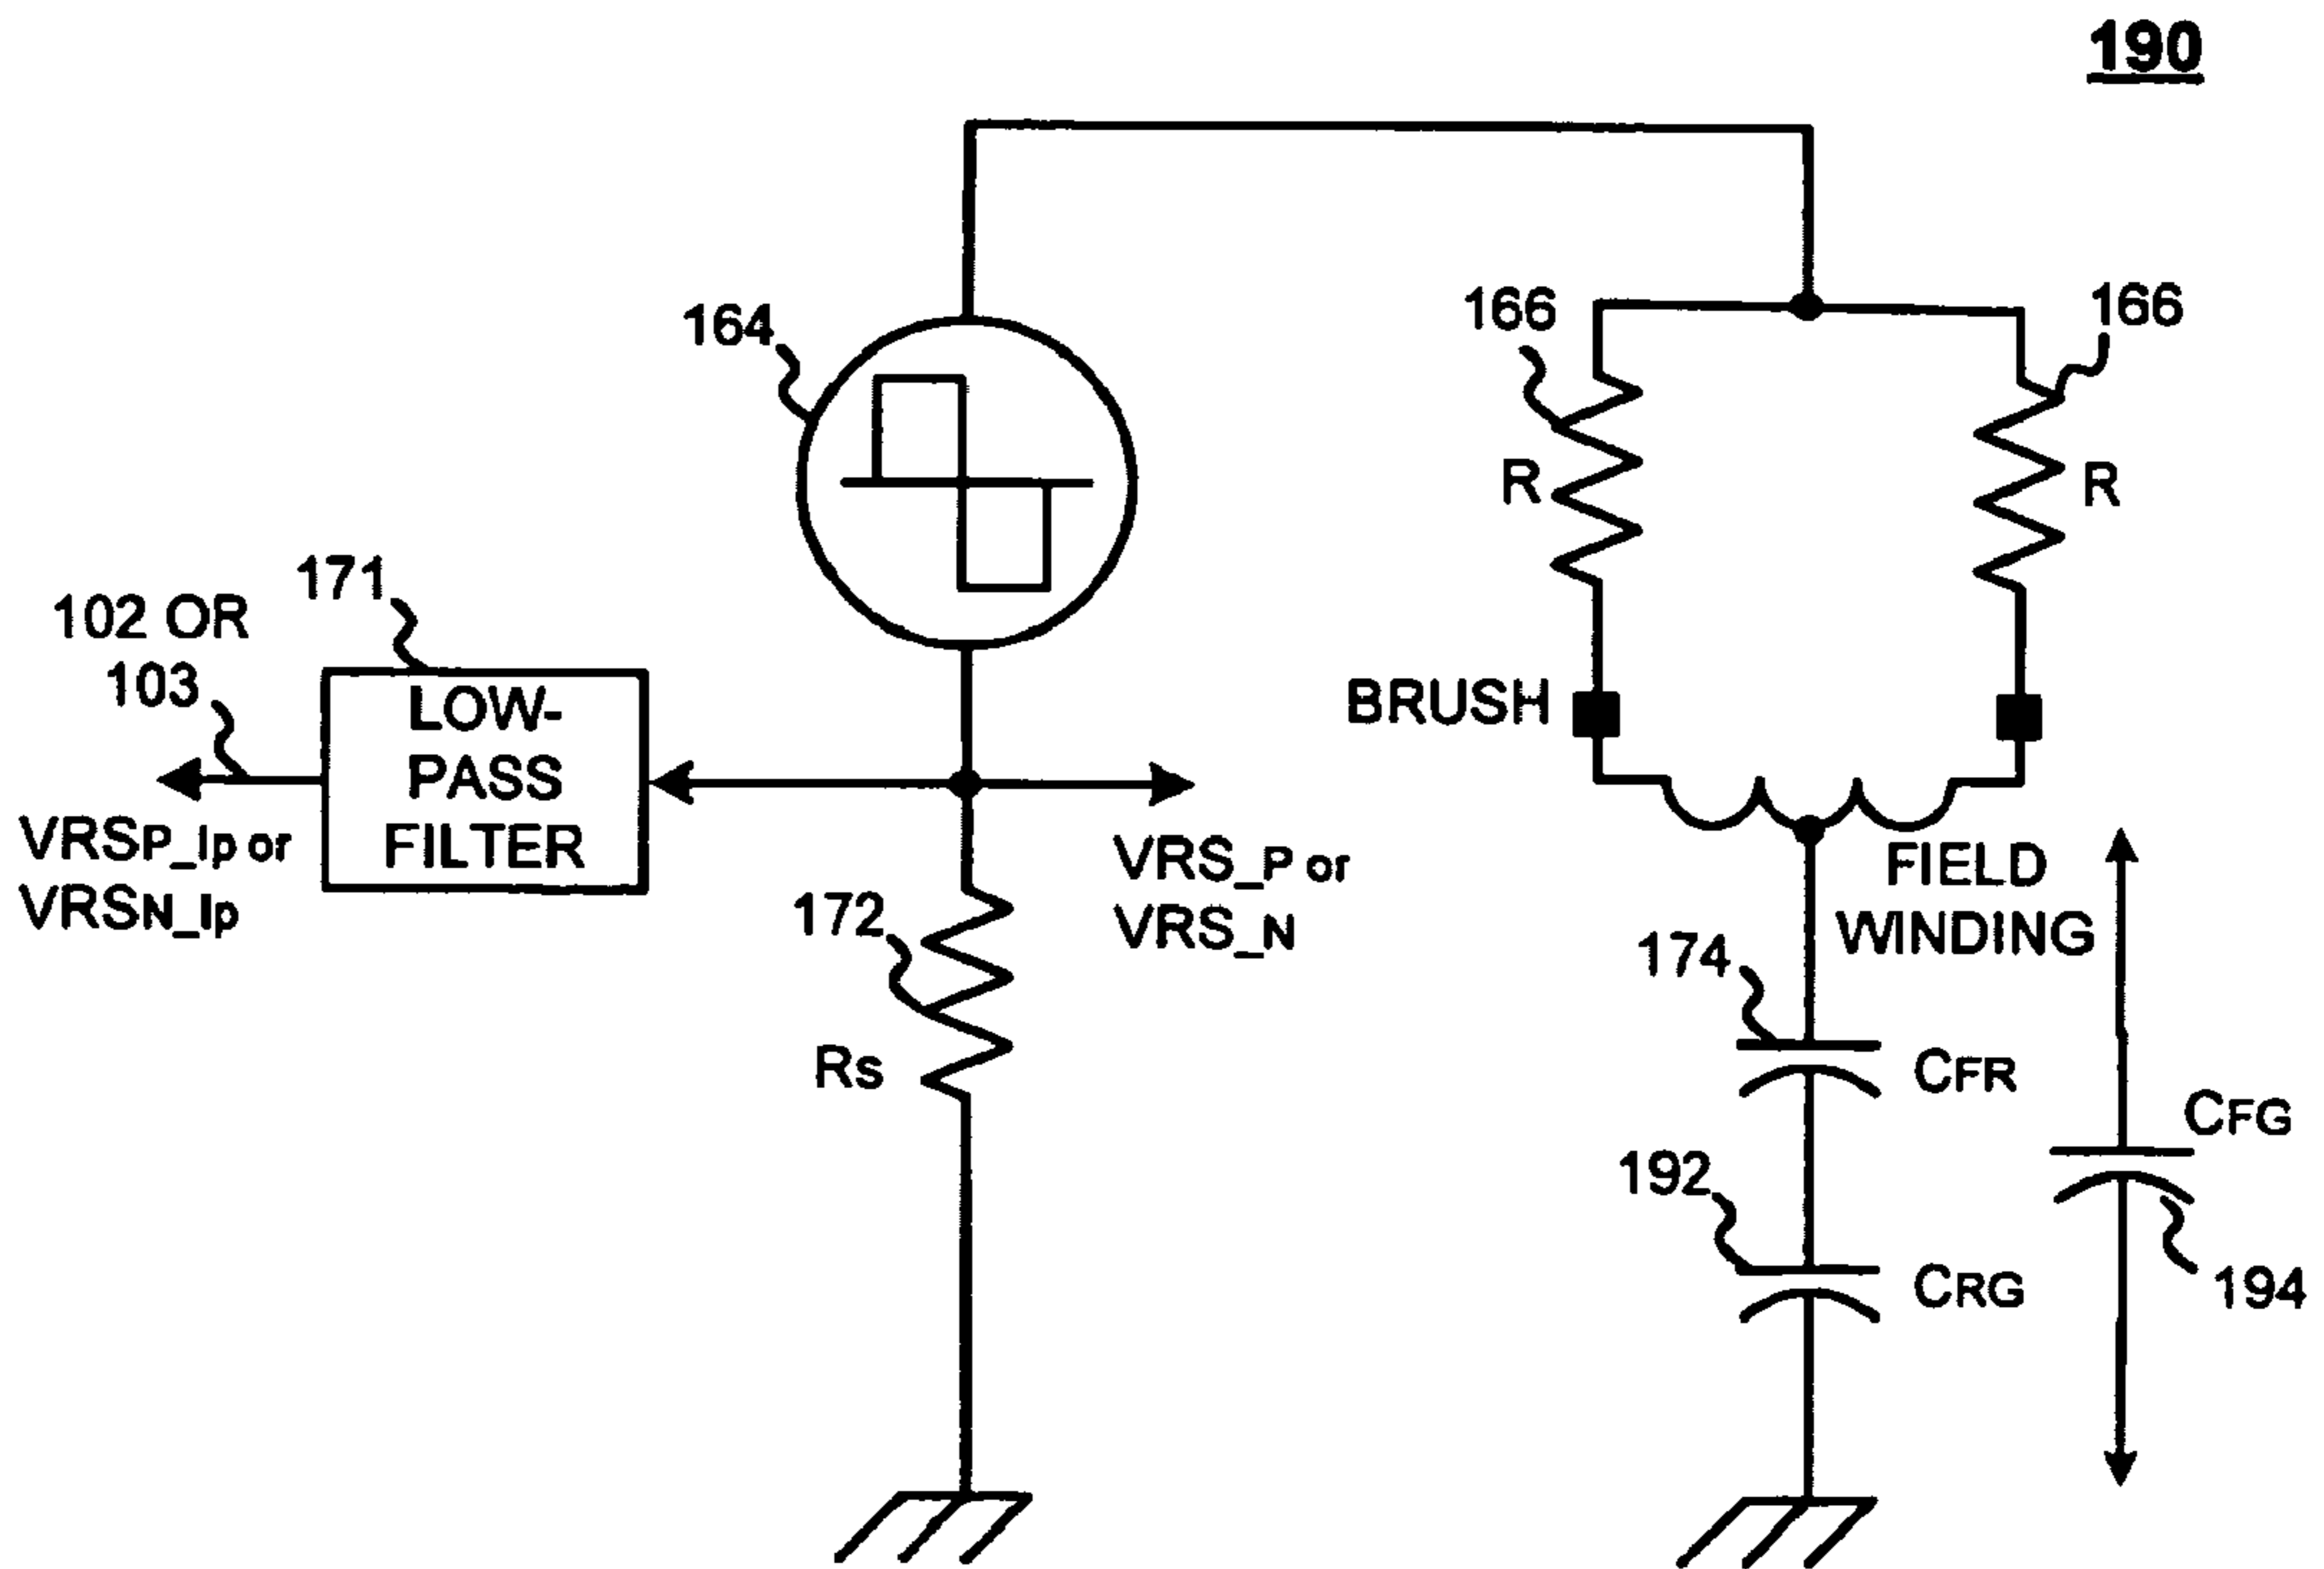 190
164
166
166
R
R
102 OR
103
171
LOW-
PASS
FILTER
BRUSH
VRSP_lp or
VRSN_lp
VRS_P or
VRS_N
FIELD
WINDING
172
Rs
174
CFR
192
CRG
CFG
194